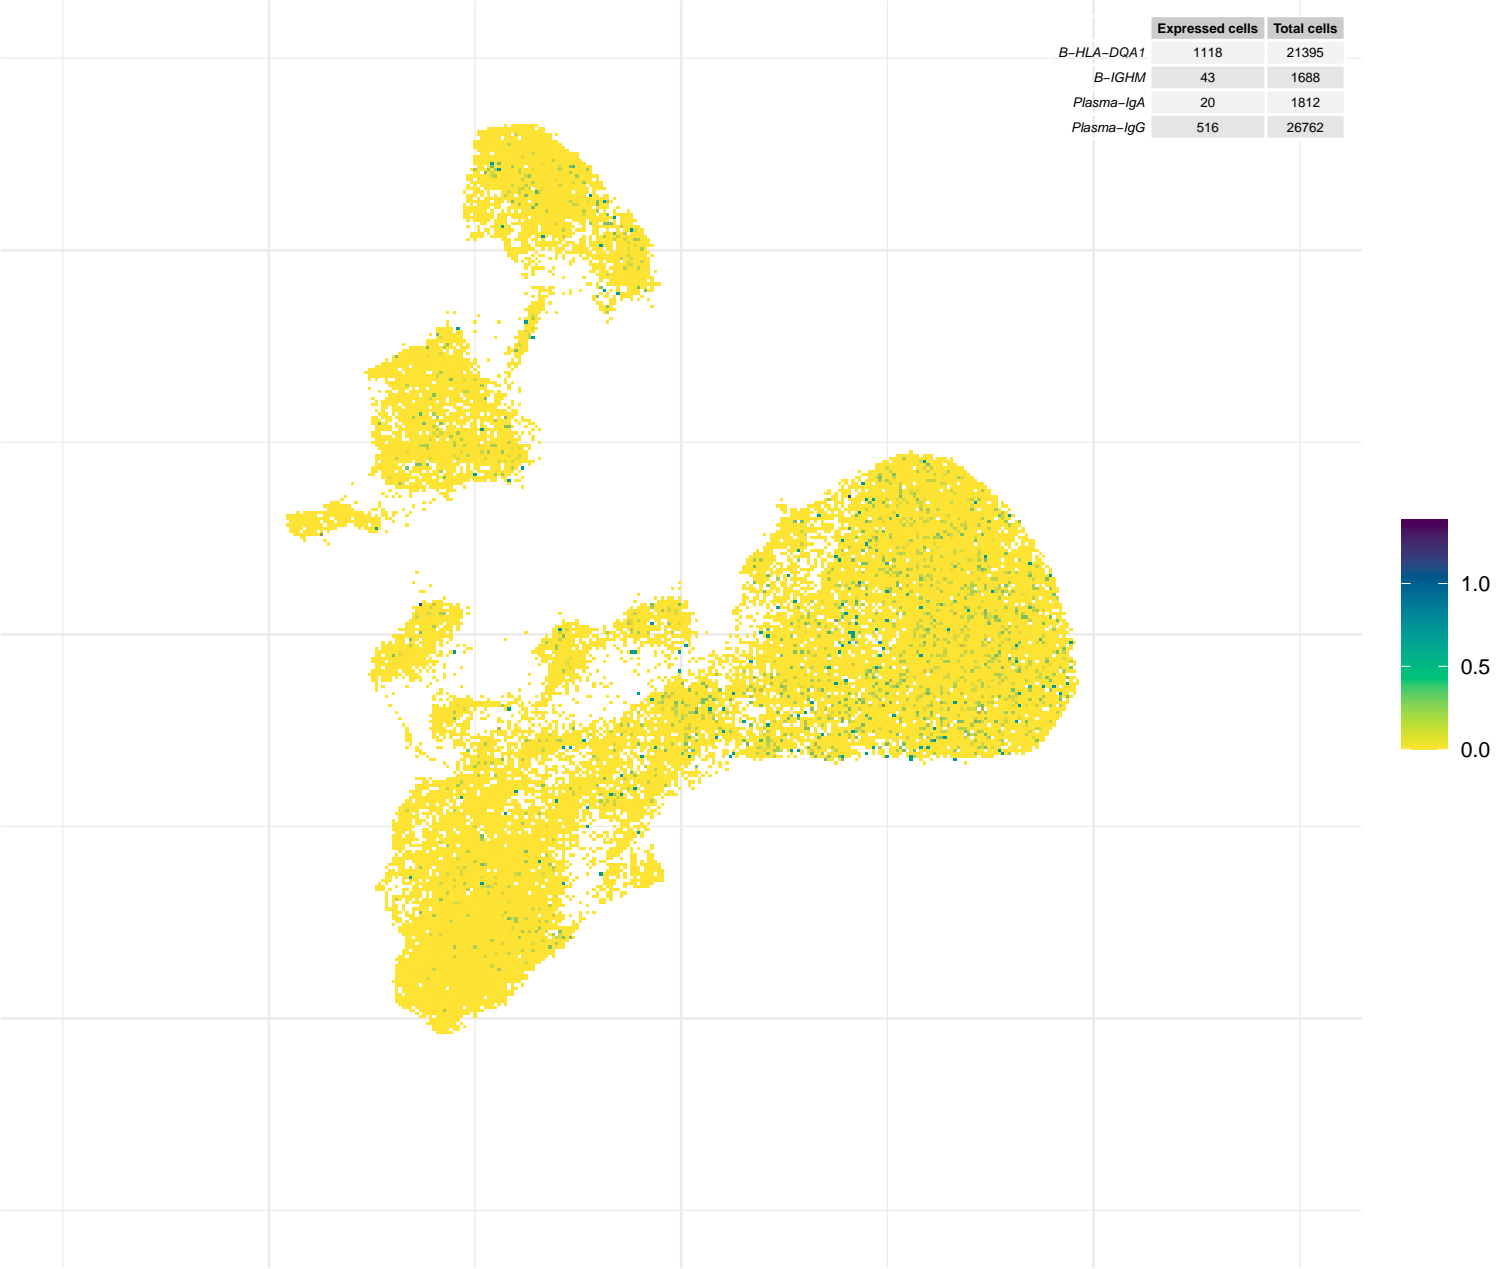 Expressed cells Total cells
B−HLA−DQA1 1118 21395
B−IGHM 43 1688
Plasma−IgA 20 1812
Plasma−IgG 516 26762
1.0
0.5
0.0